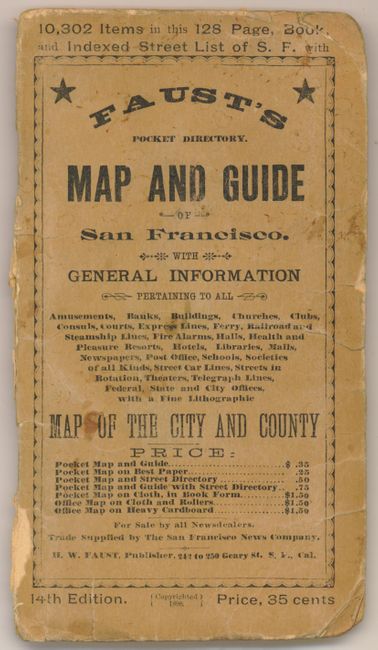 10,302 Items in this 128 Page, Book,
and Indexed Street List of S. F. with
FAUST'S
POCKET DIRECTORY.
MAP AND GUIDE
OF
San Francisco.
WITH
GENERAL INFORMATION
PERTAINING TO ALL
Amusements, Banks, Buildings, Churches, Clubs,
Consuls, Courts, Express Lines, Ferry, Railroad and
Steamship Lines, Fire Alarms, Halls, Health and
Pleasure Resorts, Hotels, Libraries, Mails,
Newspapers, Post Office, Schools, Societies
of all Kinds, Street Car Lines, Streets in
Rotation, Theaters, Telegraph Lines,
Federal, State and City Offices,
with a Fine Lithographic
MAP OF THE CITY AND COUNTY
PRICE:
Pocket Map and Guide $ .35
Pocket Map on Best Paper .25
Pocket Map and Street Directory .50
Pocket Map and Guide with Street Directory .75
Pocket Map on Cloth, in Book Form $1.50
Office Map on Cloth and Rollers $1.50
Office Map on Heavy Cardboard $1.50
For Sale by all Newsdealers.
Trade Supplied by The San Francisco News Company.
H. W. FAUST, Publisher, to 250 Geary St. S. F., Cal.
14th Edition. (Copyrighted) Price, 35 cents